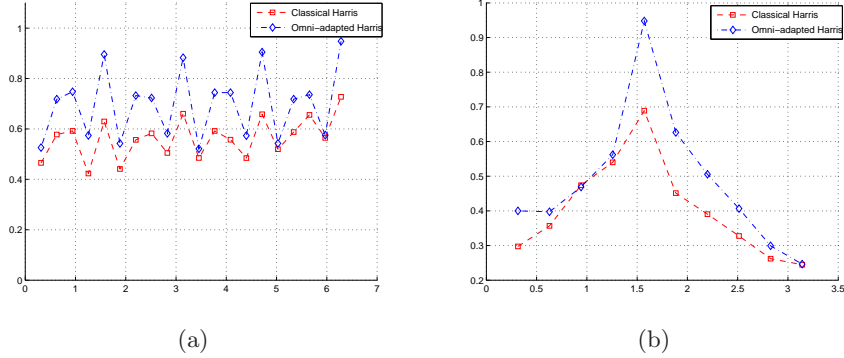 Classical Harris
Omni−adapted Harris
1
0.8
0.6
0.4
0.2
0
0 1 2 3 4 5 6 7
(a)
Classical Harris
Omni−adapted Harris
1
0.9
0.8
0.7
0.6
0.5
0.4
0.3
0.2
0 0.5 1 1.5 2 2.5 3 3.5
(b)